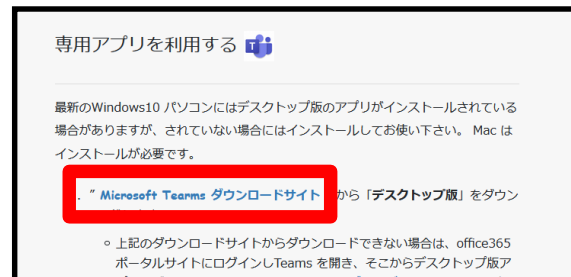 専用アプリを利用する
最新のWindows10 パソコンにはデスクトップ版のアプリがインストールされている
場合がありますが、されていない場合にはインストールしてお使い下さい。 Mac は
インストールが必要です。
. ” Microsoft Tearms ダウンロードサイト から「デスクトップ版」をダウン
○ 上記のダウンロードサイトからダウンロードできない場合は、office365
ポータルサイトにログインしTeams を開き、そこからデスクトップ版ア